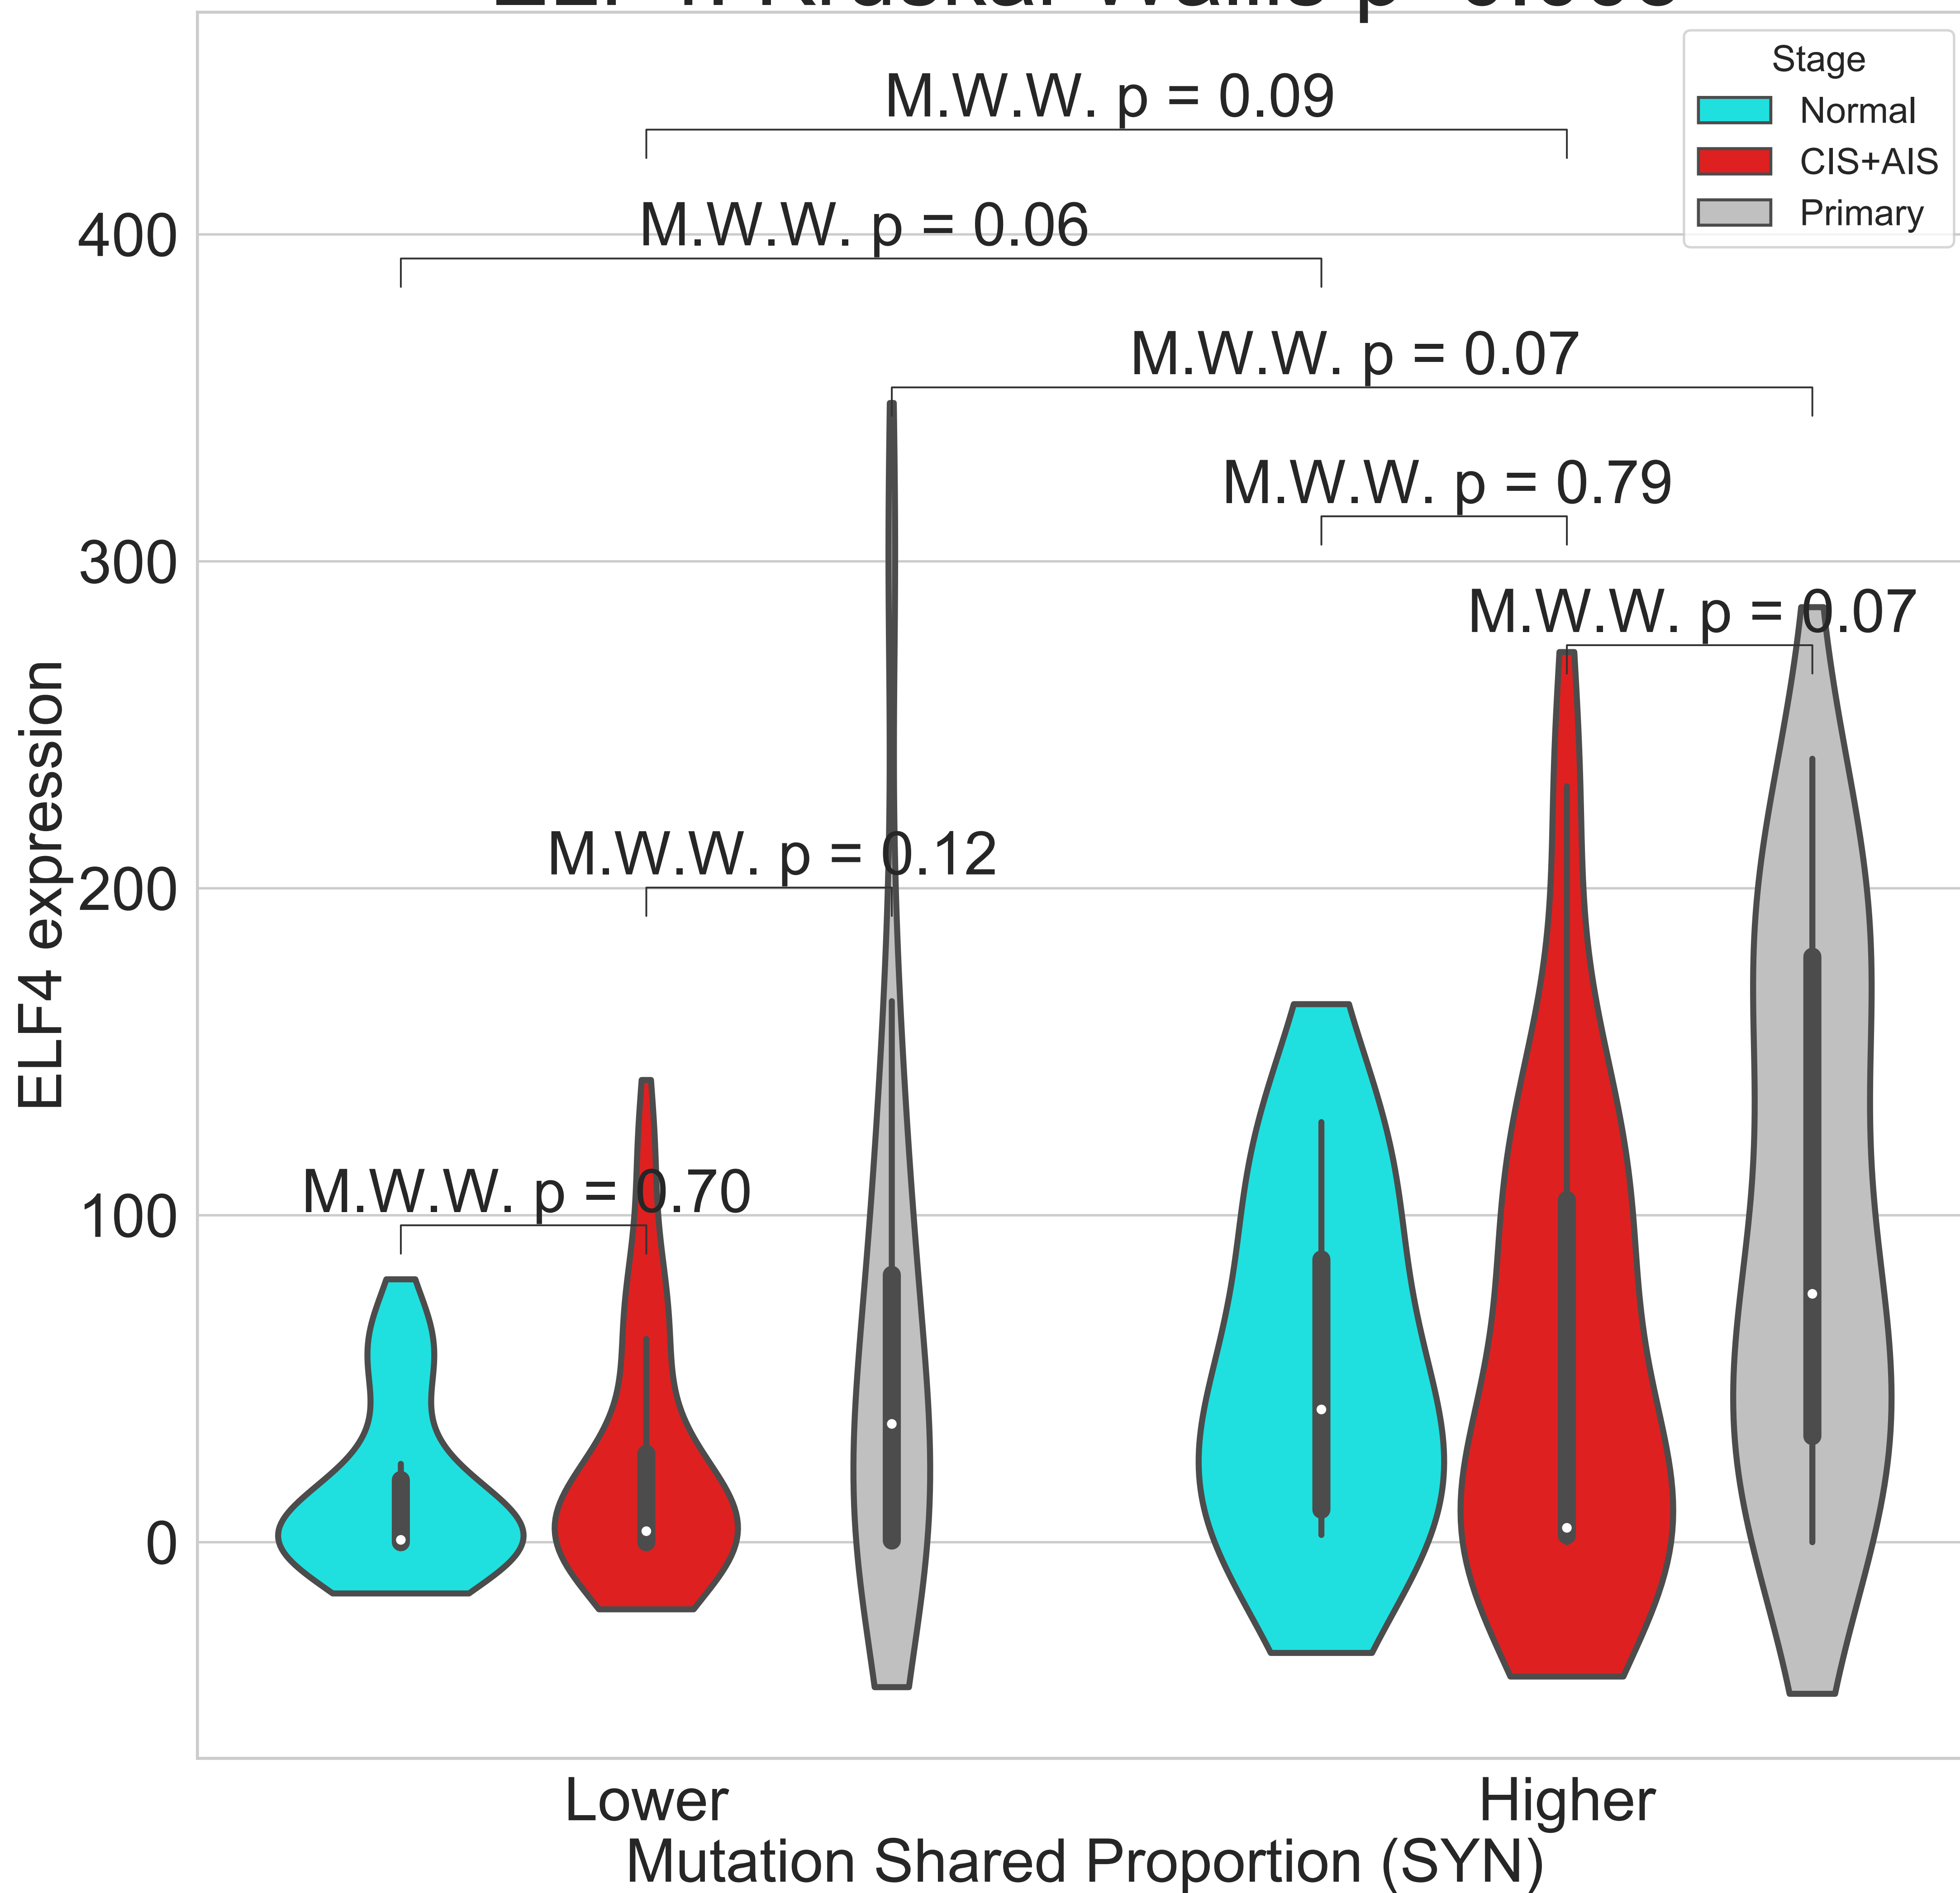 Stage
Normal
CIS+AIS
Primary
M.W.W. p = 0.09
M.W.W. p = 0.06
M.W.W. p = 0.07
M.W.W. p = 0.79
M.W.W. p = 0.07
M.W.W. p = 0.12
M.W.W. p = 0.70
400
300
200
100
0
ELF4 expression
Lower
Higher
Mutation Shared Proportion (SYN)